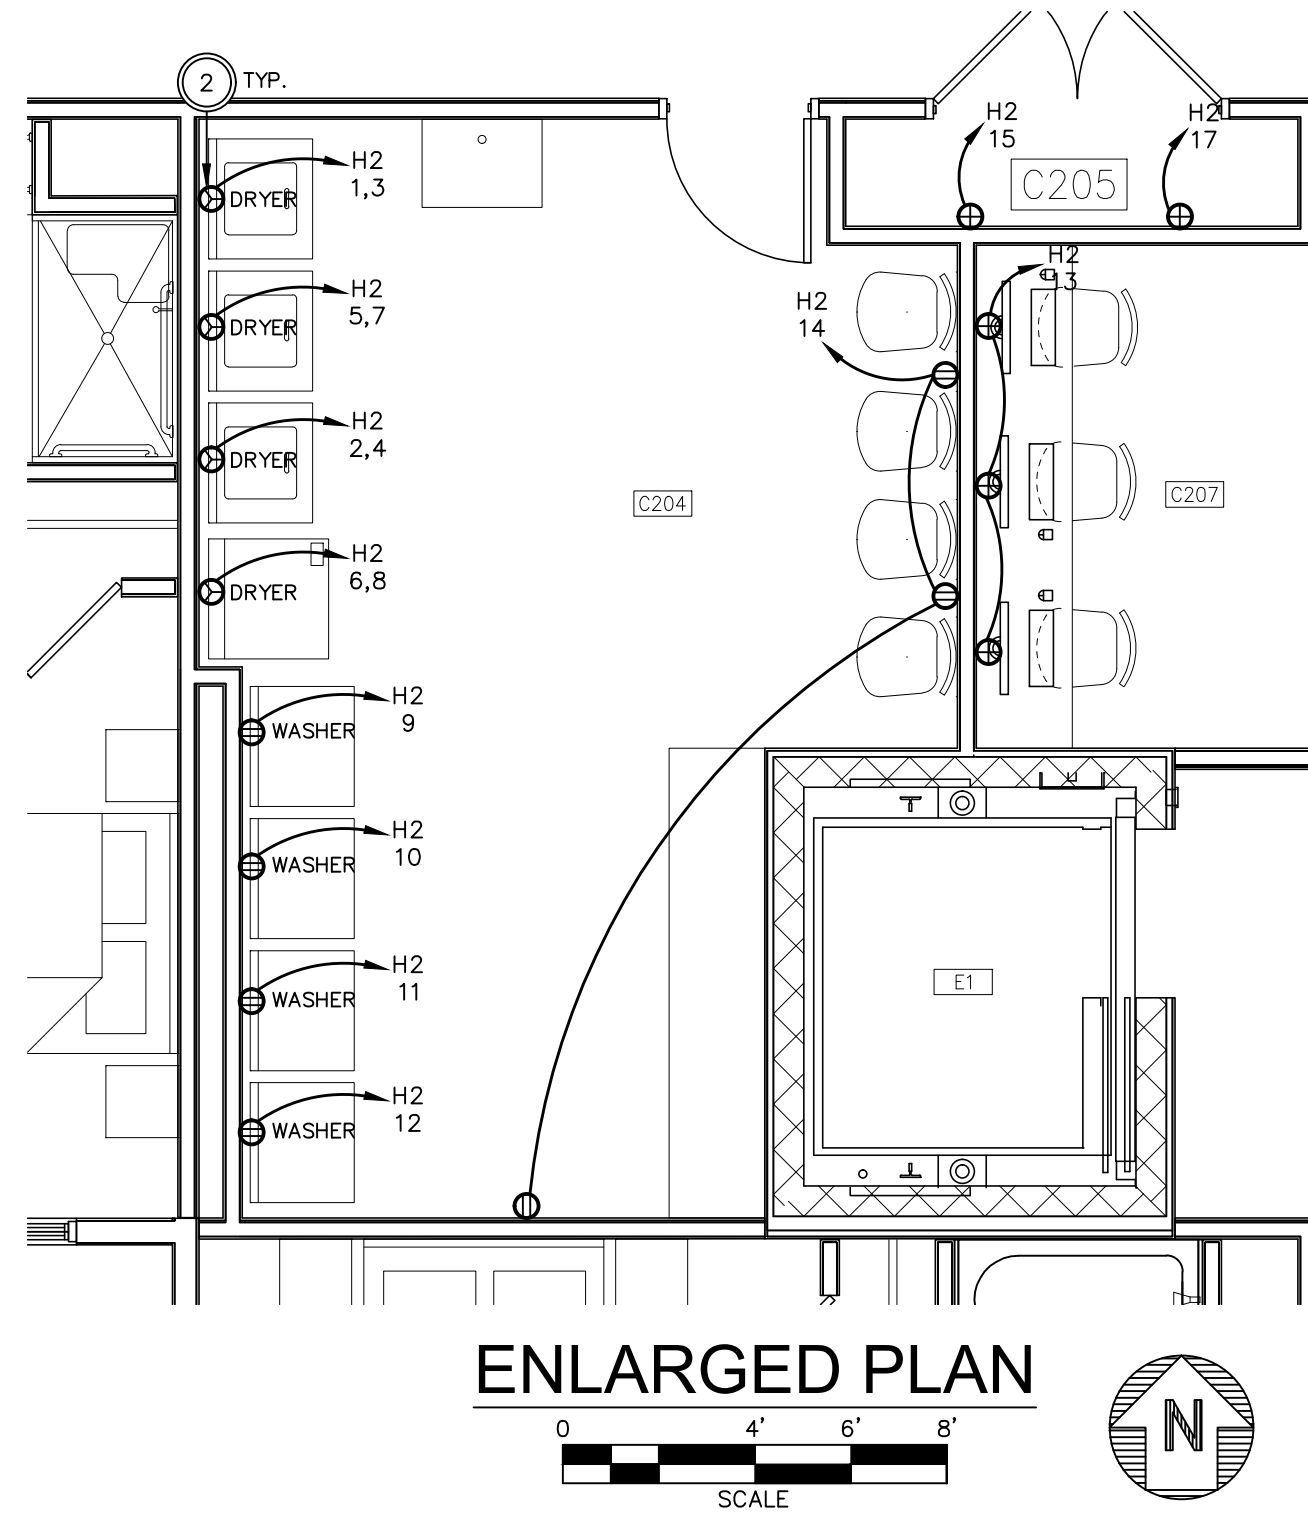 2 TYP.
H2
15
H2
17
C205
H2
1,3
DRYER
H2
13
H2
5,7
DRYER
H2
14
H2
2,4
DRYER
C204
C207
H2
6,8
DRYER
H2
9
WASHER
H2
10
WASHER
H2
11
WASHER
E1
H2
12
WASHER
ENLARGED PLAN
0 4' 6' 8'
SCALE
N